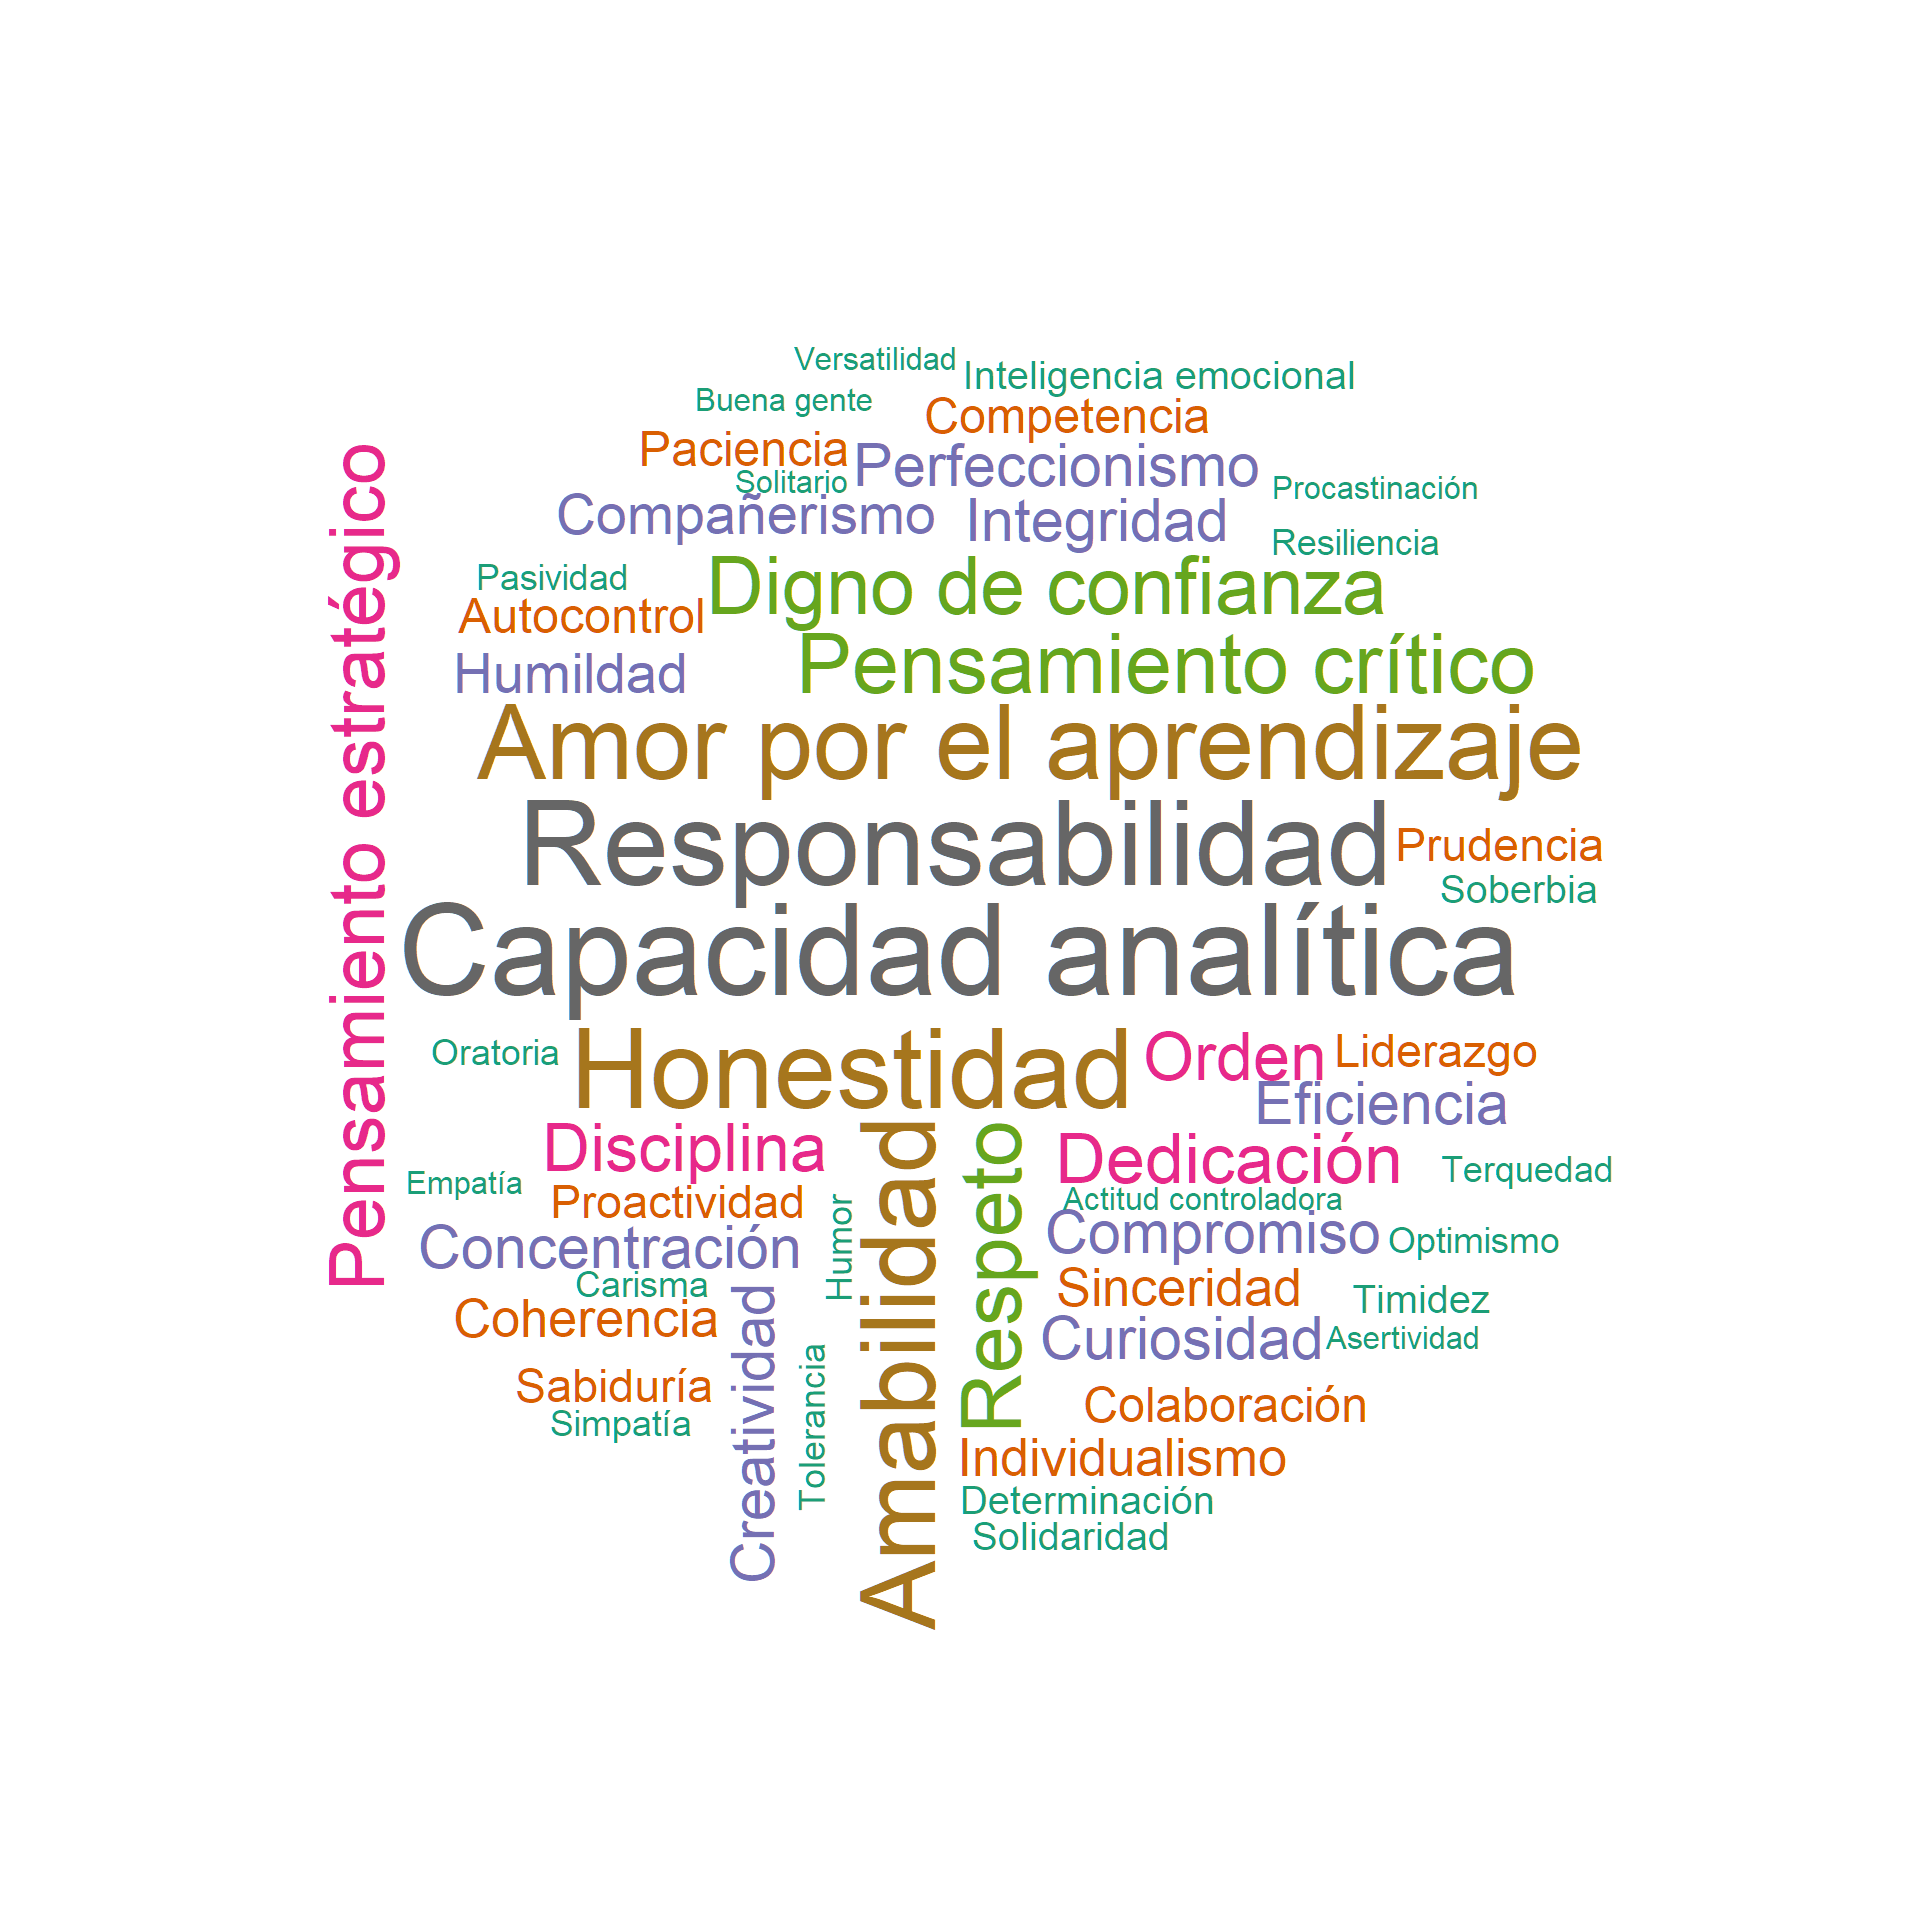 Versatilidad
Inteligencia emocional
Buena gente
Competencia
Paciencia
Perfeccionismo
Solitario
Procastinación
Compañerismo
Integridad
Resiliencia
Pasividad
Digno de confianza
Autocontrol
Humildad
Pensamiento crítico
Pensamiento estratégico
Amor por el aprendizaje
Responsabilidad
Prudencia
Soberbia
Capacidad analítica
Oratoria
Honestidad
Orden
Liderazgo
Eficiencia
Disciplina
Amabilidad
Respeto
Dedicación
Terquedad
Empatía
Proactividad
Humor
Actitud controladora
Concentración
Compromiso
Optimismo
Carisma
Sinceridad
Timidez
Coherencia
Creatividad
Curiosidad
Asertividad
Tolerancia
Sabiduría
Colaboración
Simpatía
Individualismo
Determinación
Solidaridad